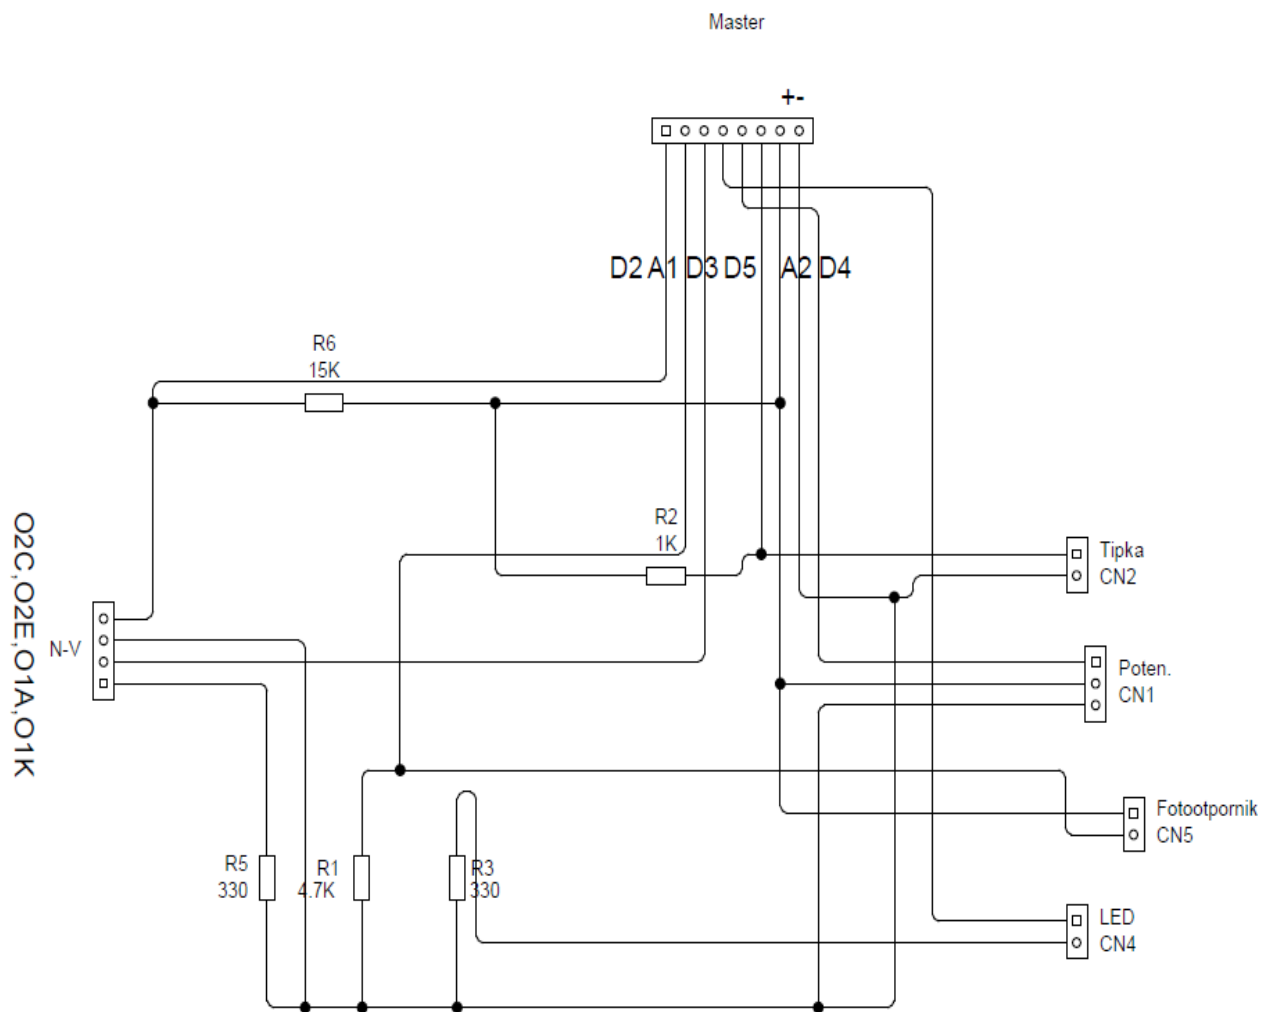 Master
+-
D2 A1 D3 D5 A2 D4
R6
15K
R2
1K
Tipka
CN2
O2C,O2E,O1A,O1K
N-V
Poten.
CN1
Fotootpornik
CN5
R5
330
R1
4.7K
R3
330
LED
CN4